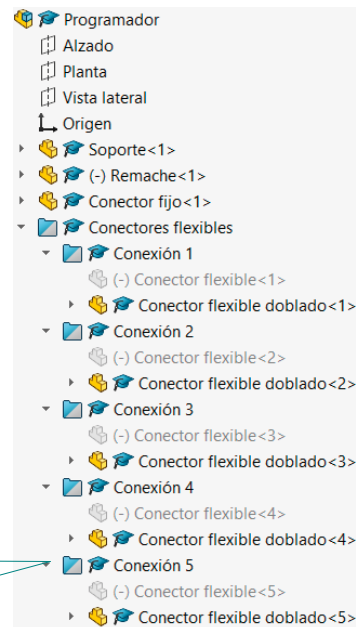 Programador
Alzado
Planta
Vista lateral
Origen
Soporte<1>
(-) Remache<1>
Conector fijo<1>
Conectores flexibles
Conexión 1
(-) Conector flexible<1>
Conector flexible doblado<1>
Conexión 2
(-) Conector flexible<2>
Conector flexible doblado<2>
Conexión 3
(-) Conector flexible<3>
Conector flexible doblado<3>
Conexión 4
(-) Conector flexible<4>
Conector flexible doblado<4>
Conexión 5
(-) Conector flexible<5>
Conector flexible doblado<5>